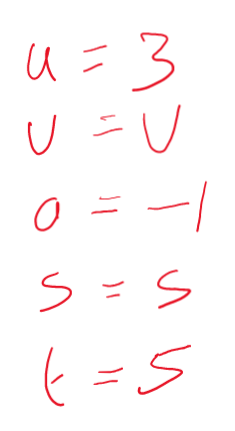 u = 3
v = v
a = -1
s = s
t = 5